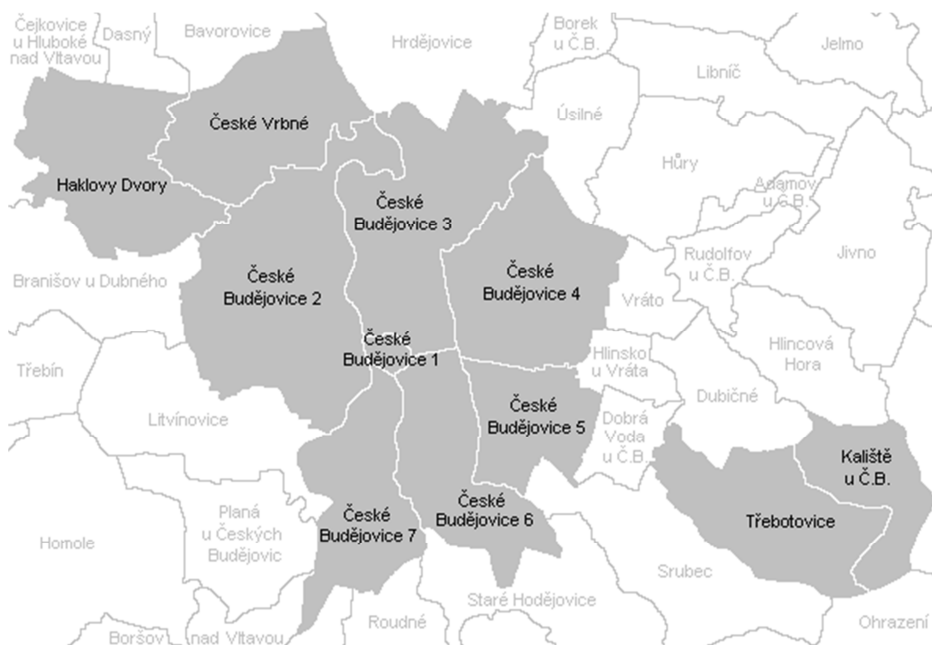 Čejkovice
u Hluboké
nad Vltavou
Dasný
Bavorovice
Hrdějovice
Borek
u Č.B.
Jelmo
Libníč
Úsilné
České Vrbné
Hůry
Haklovy Dvory
Adamov
u Č.B.
České
Budějovice 3
Rudolfov
u Č.B.
Jivno
Branišov u Dubného
České
Budějovice 2
České
Budějovice 4
Vráto
České
Budějovice 1
Hlinsko
u Vráta
Hlincová
Hora
Třebín
Litvínovice
Dubičné
České
Budějovice 5
Dobrá
Voda
u Č.B.
Kaliště
u Č.B.
Planá
u Českých
Budějovic
České
Budějovice 7
České
Budějovice 6
Třebotovice
Homole
Srubec
Staré Hodějovice
Boršov
nad Vltavou
Roudné
Ohrazení